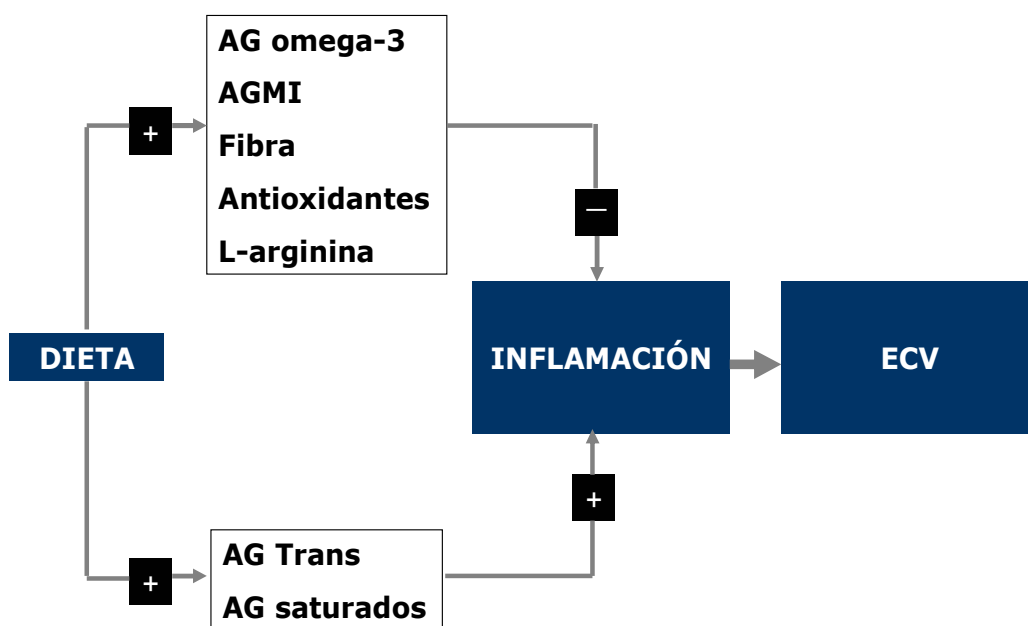 AG omega-3
AGMI
+
Fibra
Antioxidantes
—
L-arginina
DIETA
INFLAMACIÓN
ECV
+
AG Trans
+
AG saturados